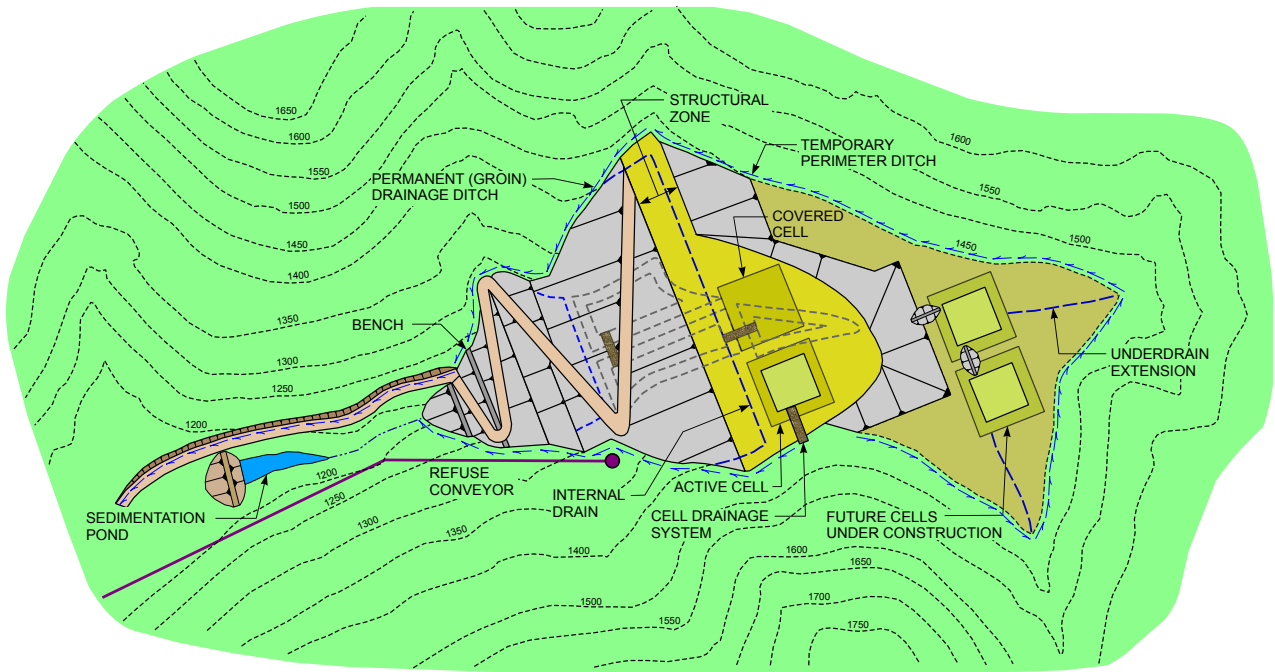 STRUCTURAL
ZONE
TEMPORARY
PERIMETER DITCH
PERMANENT (GROIN)
DRAINAGE DITCH
COVERED
CELL
BENCH
UNDERDRAIN
EXTENSION
REFUSE
CONVEYOR
INTERNAL
DRAIN
ACTIVE CELL
CELL DRAINAGE
SYSTEM
FUTURE CELLS
UNDER CONSTRUCTION
SEDIMENTATION
POND
1650
1600
1550
1500
1450
1400
1350
1300
1250
1200
1600
1550
1500
1450
1200
1250
1300
1350
1400
1500
1550
1600
1650
1700
1750